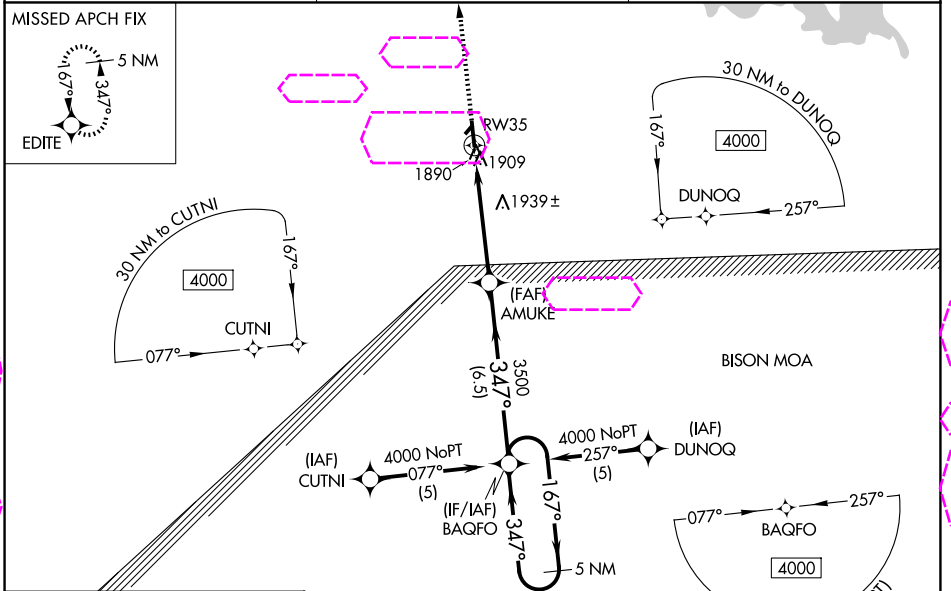 MISSED APCH FIX
5 NM
167°
347°
EDITE
RW35
1890
1909
1939 ±
30 NM to DUNOQ
4000
167°
DUNOQ
257°
30 NM to CUTNI
4000
167°
CUTNI
077°
(FAF)
AMUKE
BISON MOA
3500
347°
(6.5)
(IAF)
CUTNI
4000 NoPT
077°
(5)
4000 NoPT
257°
(5)
(IAF)
DUNOQ
(IF/IAF)
BAQFO
347°
167°
5 NM
077°
257°
BAQFO
4000